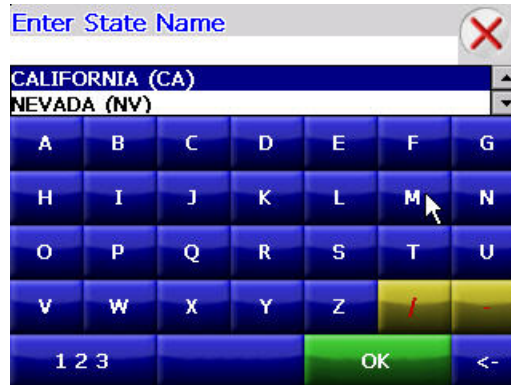 Enter State Name
CALIFORNIA (CA)
NEVADA (NV)
A B C D E F G
H I J K L M N
O P Q R S T U
V W X Y Z / -
1 2 3 OK <-